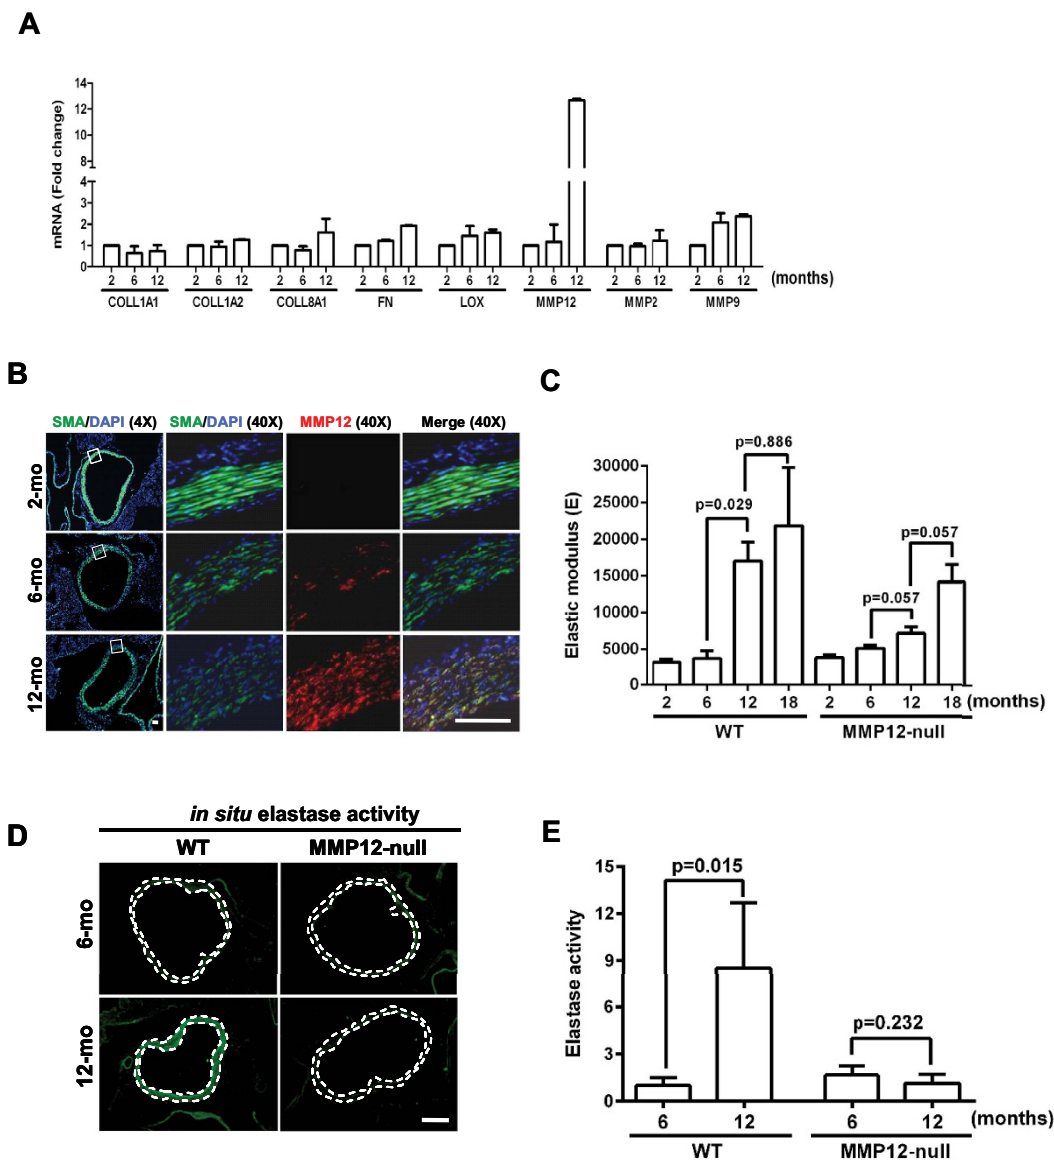 A
mRNA (Fold change)
14
12
10
8
4
3
2
1
0
2 6 12 2 6 12 2 6 12 2 6 12 2 6 12 2 6 12 2 6 12 2 6 12 (months)
COLL1A1 COLL1A2 COLL8A1 FN LOX MMP12 MMP2 MMP9
B
SMA/DAPI (4X) SMA/DAPI (40X) MMP12 (40X) Merge (40X)
2-mo
6-mo
12-mo
C
Elastic modulus (E)
30000
25000
20000
15000
10000
5000
0
p=0.886
p=0.029
p=0.057
p=0.057
2 6 12 18 2 6 12 18 (months)
WT MMP12-null
D
in situ elastase activity
WT MMP12-null
6-mo
12-mo
E
Elastase activity
15
12
9
6
3
0
p=0.015
p=0.232
6 12 6 12 (months)
WT MMP12-null